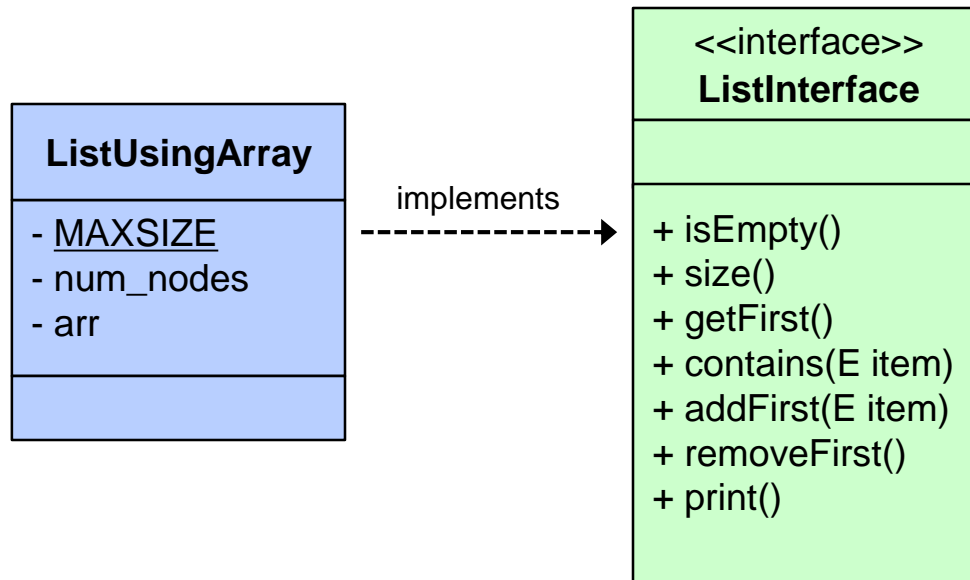 ListUsingArray
- MAXSIZE
- num_nodes
- arr
implements
<<interface>>
ListInterface
+ isEmpty()
+ size()
+ getFirst()
+ contains(E item)
+ addFirst(E item)
+ removeFirst()
+ print()